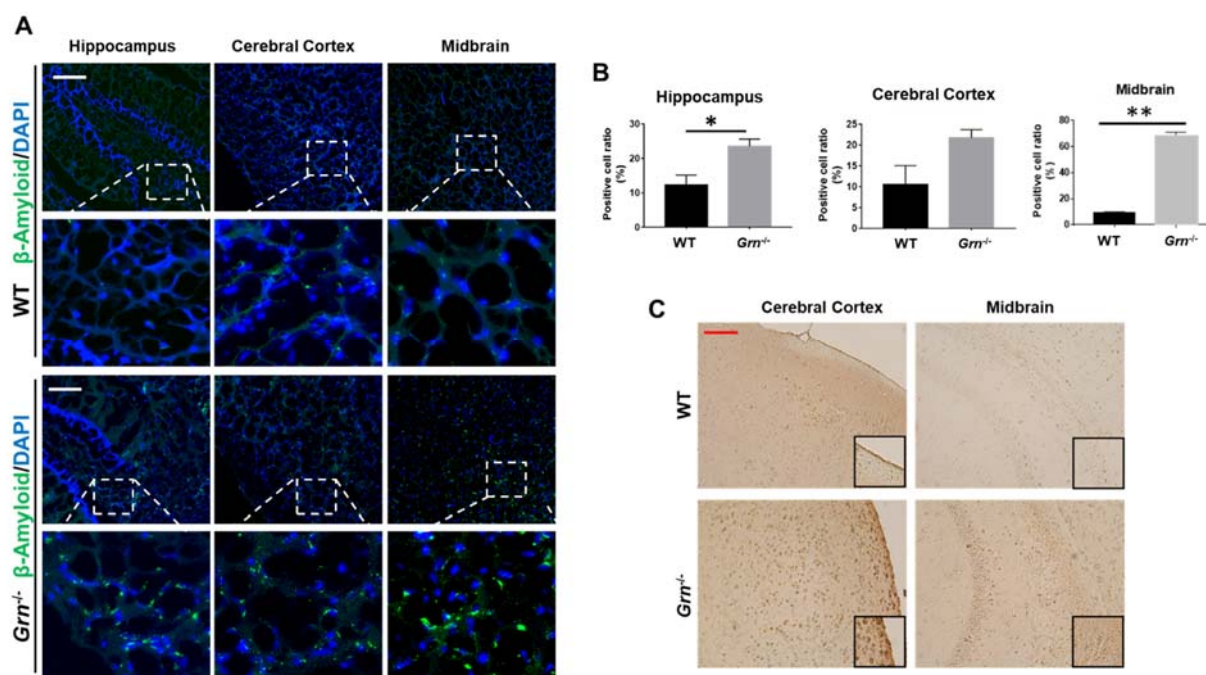 A
Hippocampus
Cerebral Cortex
Midbrain
WT β-Amyloid/DAPI
Grn-/- β-Amyloid/DAPI
B
Hippocampus
Positive cell ratio
(%)
30
20
10
0
*
WT
Grn-/-
Cerebral Cortex
Positive cell ratio
(%)
25
20
15
10
5
0
WT
Grn-/-
Midbrain
Positive cell ratio
(%)
80
60
40
20
0
**
WT
Grn-/-
C
Cerebral Cortex
Midbrain
WT
Grn-/-